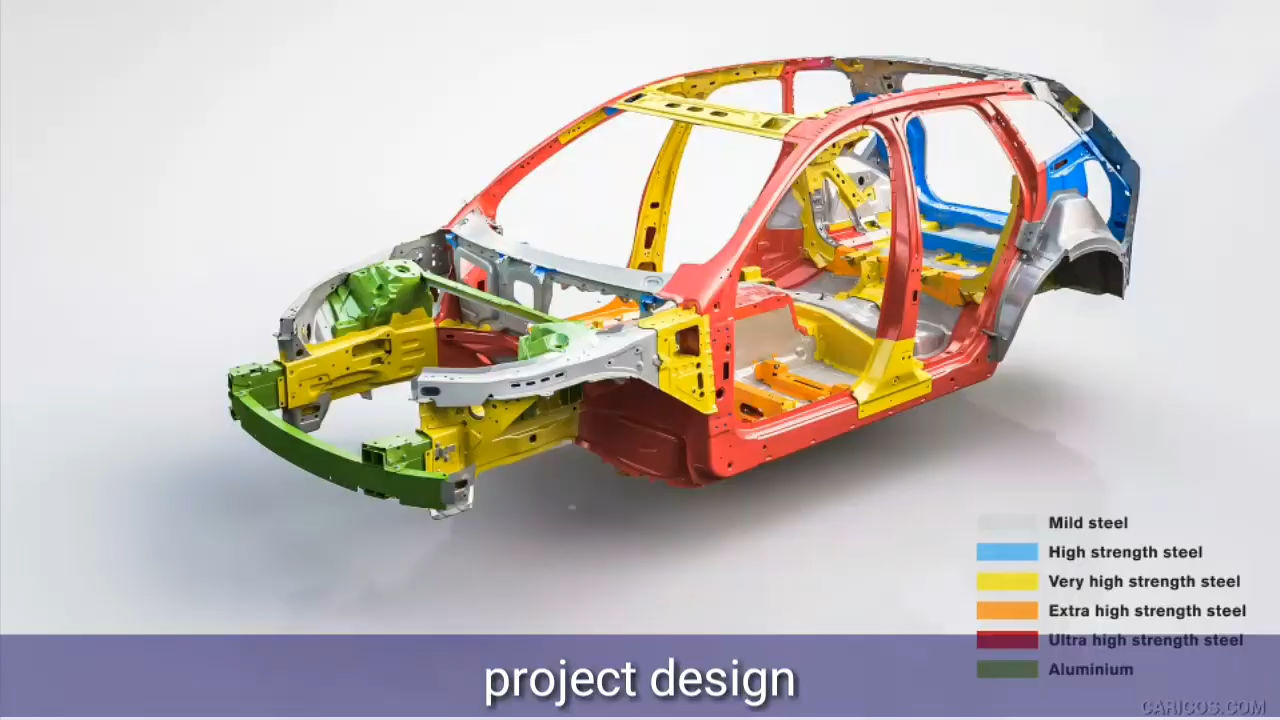 Mild steel
High strength steel
Very high strength steel
Extra high strength steel
Ultra high strength steel
Aluminium
project design
CARICOS.COM